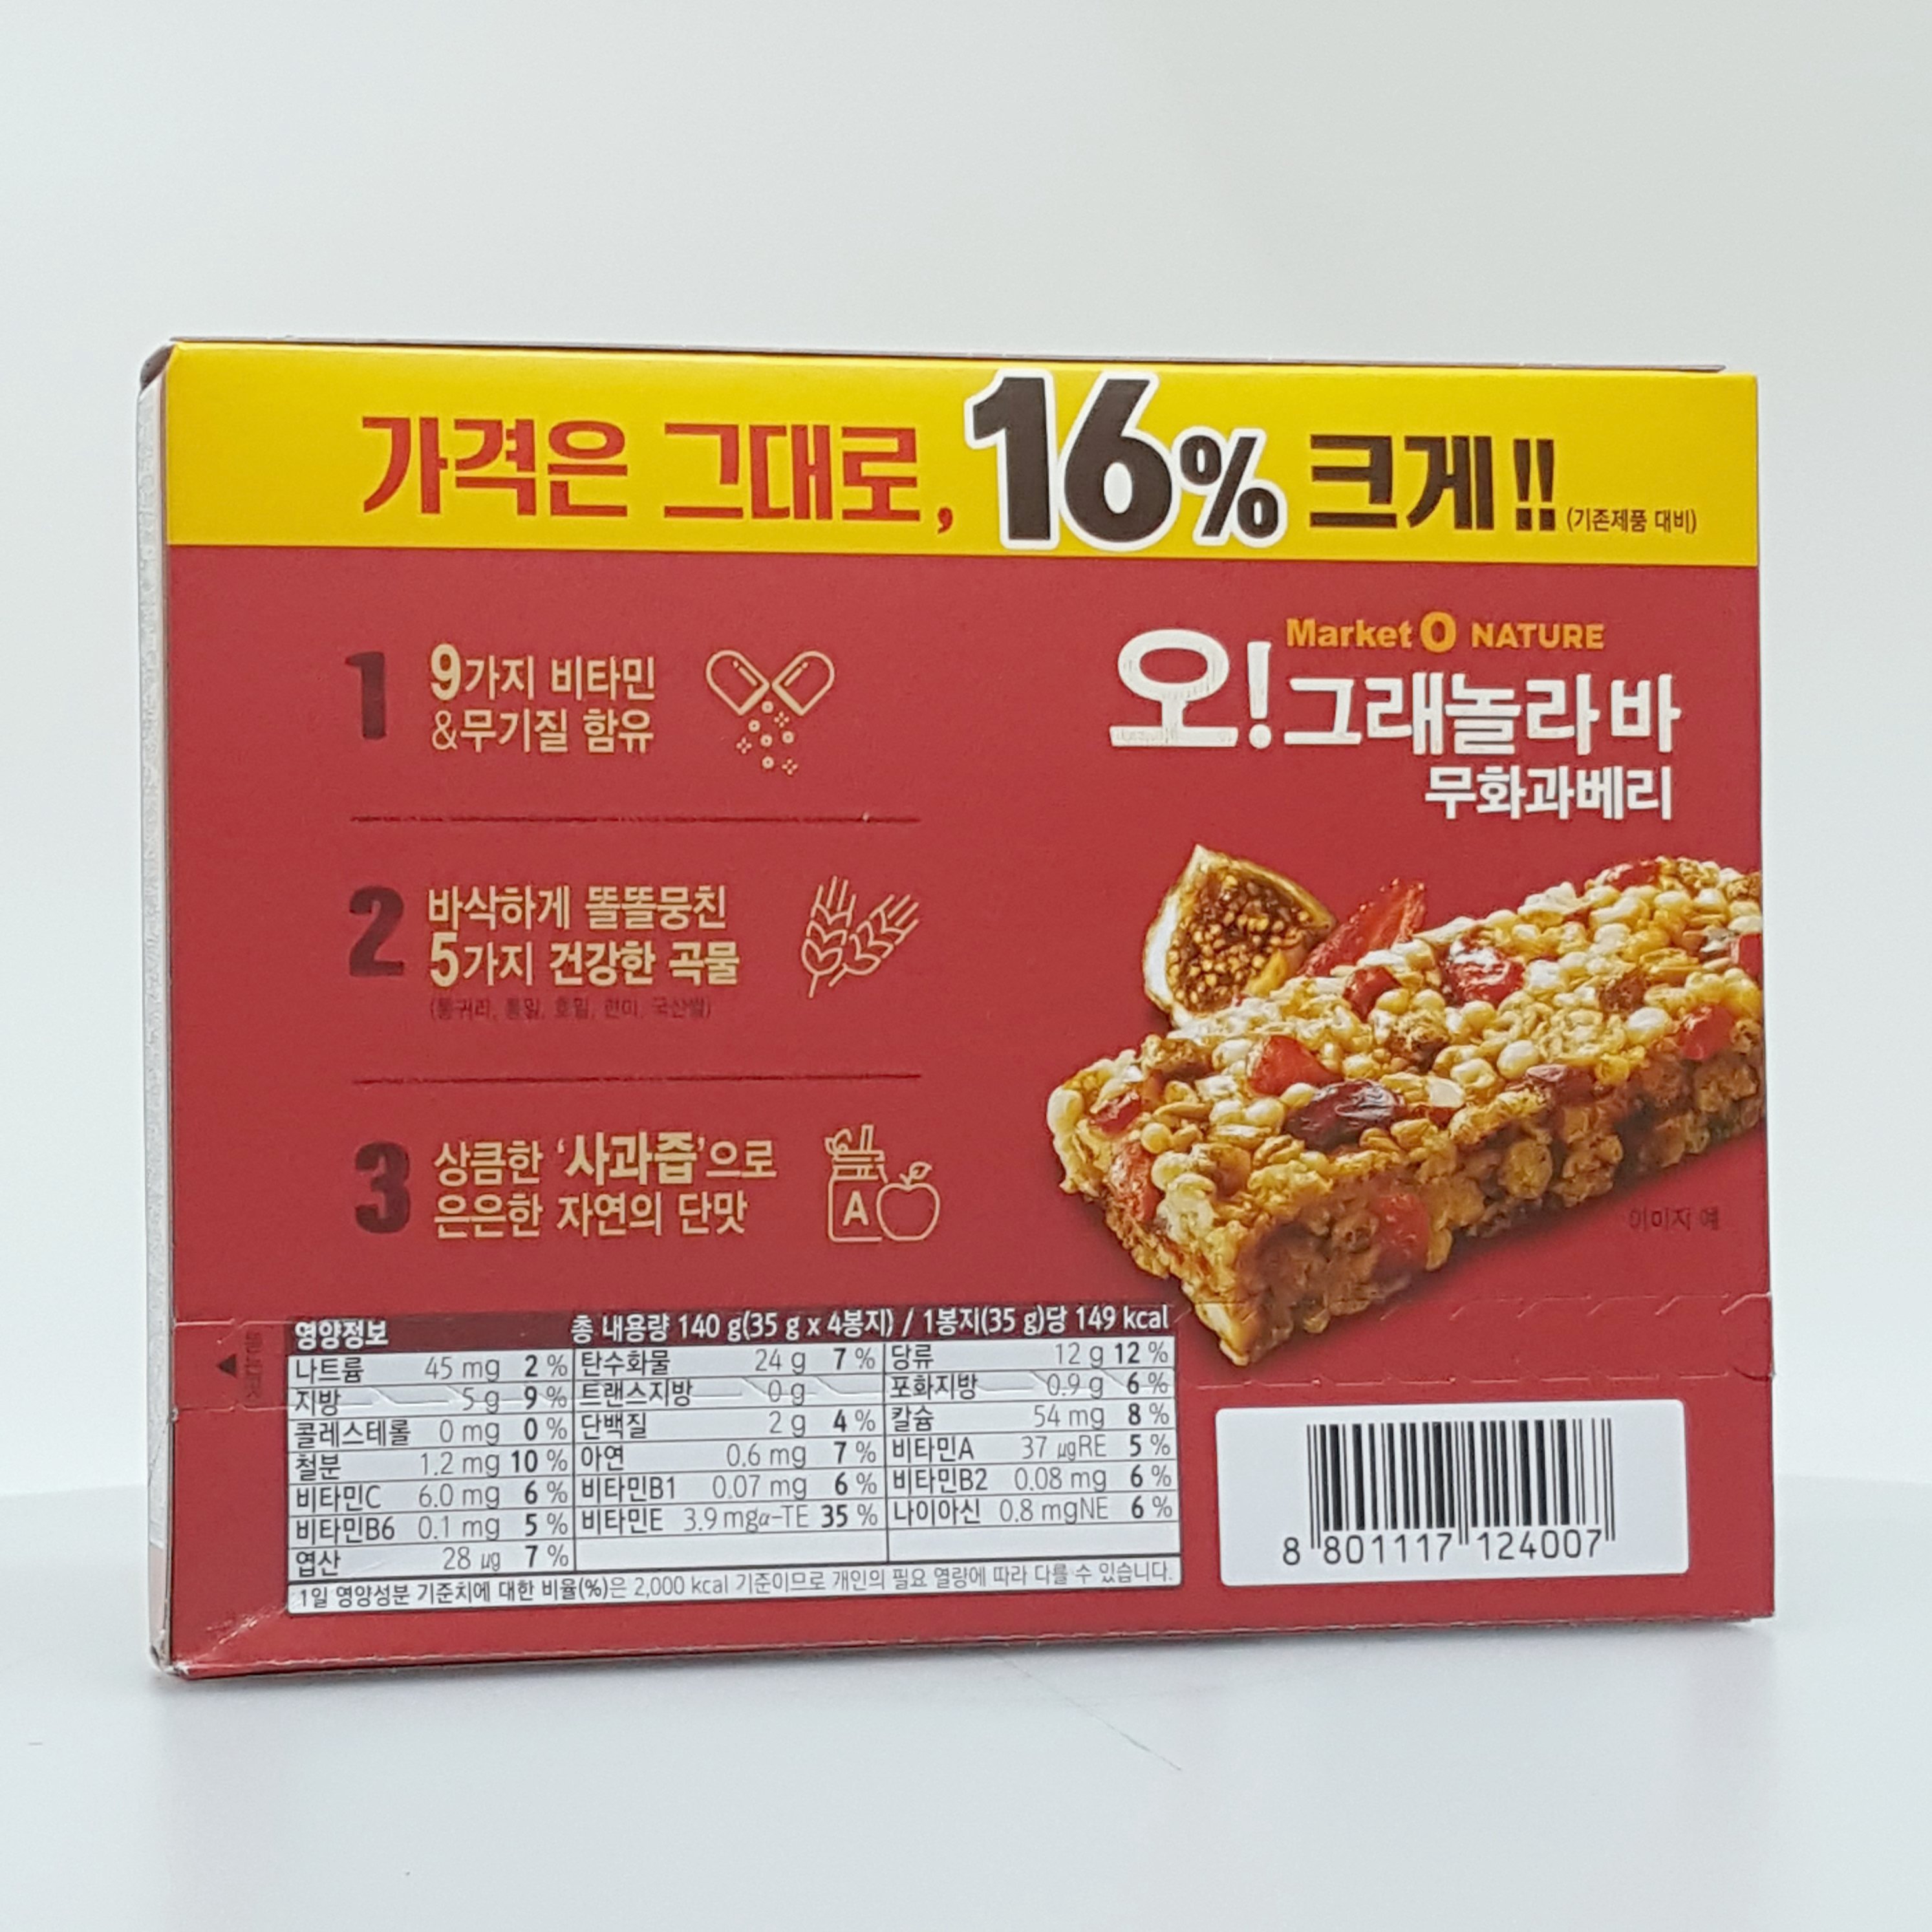 가격은 그대로, 16% 크게!! (기존제품 대비)
Market O NATURE
오! 그래놀라 바
무화과베리
1 9가지 비타민
&무기질 함유
2 바삭하게 똘똘뭉친
5가지 건강한 곡물
(통귀리, 통밀, 호밀, 현미, 국산쌀)
3 상큼한 '사과즙'으로
은은한 자연의 단맛
A
이미지 예
영양정보 총 내용량 140 g(35 g x 4봉지) / 1봉지(35 g)당 149 kcal
나트륨 45 mg 2 % 탄수화물 24 g 7 % 당류 12 g 12 %
지방 5 g 9 % 트랜스지방 0 g 포화지방 0.9 g 6 %
콜레스테롤 0 mg 0 % 단백질 2 g 4 % 칼슘 54 mg 8 %
철분 1.2 mg 10 % 아연 0.6 mg 7 % 비타민A 37 µgRE 5 %
비타민C 6.0 mg 6 % 비타민B1 0.07 mg 6 % 비타민B2 0.08 mg 6 %
비타민B6 0.1 mg 5 % 비타민E 3.9 mgα-TE 35 % 나이아신 0.8 mgNE 6 %
엽산 28 µg 7 %
1일 영양성분 기준치에 대한 비율(%)은 2,000 kcal 기준이므로 개인의 필요 열량에 따라 다를 수 있습니다.
8 801117 124007